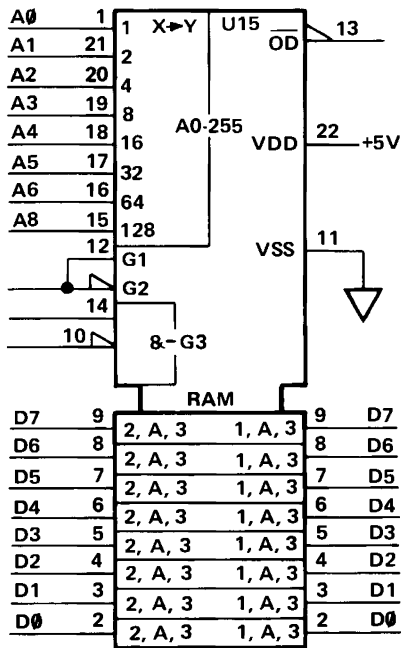 AØ 1 1 X→Y U15 OD 13
A1 21 2
A2 20 4
A3 19 8 A0-255
A4 18 16 VDD 22 +5V
A5 17 32
A6 16 64
A8 15 128
12 G1 VSS 11
G2
14
10 &-G3
RAM
D7 9 2, A, 3 1, A, 3 9 D7
D6 8 2, A, 3 1, A, 3 8 D6
D5 7 2, A, 3 1, A, 3 7 D5
D4 6 2, A, 3 1, A, 3 6 D4
D3 5 2, A, 3 1, A, 3 5 D3
D2 4 2, A, 3 1, A, 3 4 D2
D1 3 2, A, 3 1, A, 3 3 D1
DØ 2 2, A, 3 1, A, 3 2 DØ